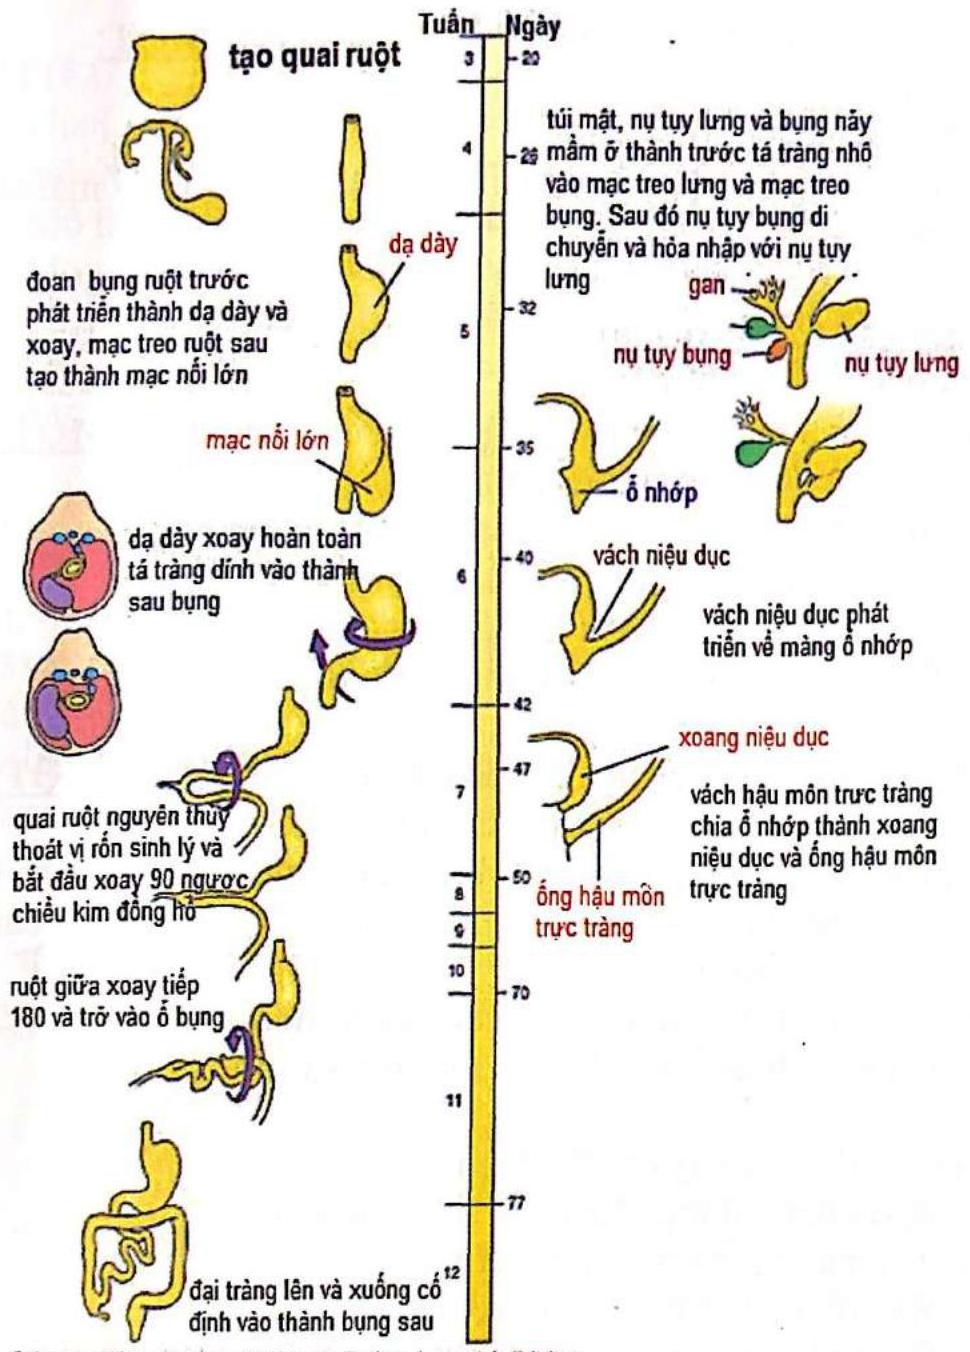 Tuần Ngày
tạo quai ruột
3
20
túi mật, nụ tụy lưng và bụng nảy
mầm ở thành trước tá tràng nhô
vào mạc treo lưng và mạc treo
bụng. Sau đó nụ tụy bụng di
chuyển và hòa nhập với nụ tụy
lưng
4
dạ dày
đoan bụng ruột trước
phát triển thành dạ dày và
xoay, mạc treo ruột sau
tạo thành mạc nối lớn
gan
32
5
nụ tụy bụng
nụ tụy lưng
mạc nối lớn
35
ổ nhớp
dạ dày xoay hoàn toàn
tá tràng dính vào thành
sau bụng
40
6
vách niệu dục
vách niệu dục phát
triển về màng ổ nhớp
42
xoang niệu dục
47
7
vách hậu môn trưc tràng
chia ổ nhớp thành xoang
niệu dục và ống hậu môn
trực tràng
quai ruột nguyên thủy
thoát vị rốn sinh lý và
bắt đầu xoay 90 ngược
chiều kim đồng hồ
50
8
ống hậu môn
trực tràng
9
10
70
ruột giữa xoay tiếp
180 và trở vào ổ bụng
11
77
12
đại tràng lên và xuống cố
định vào thành bụng sau